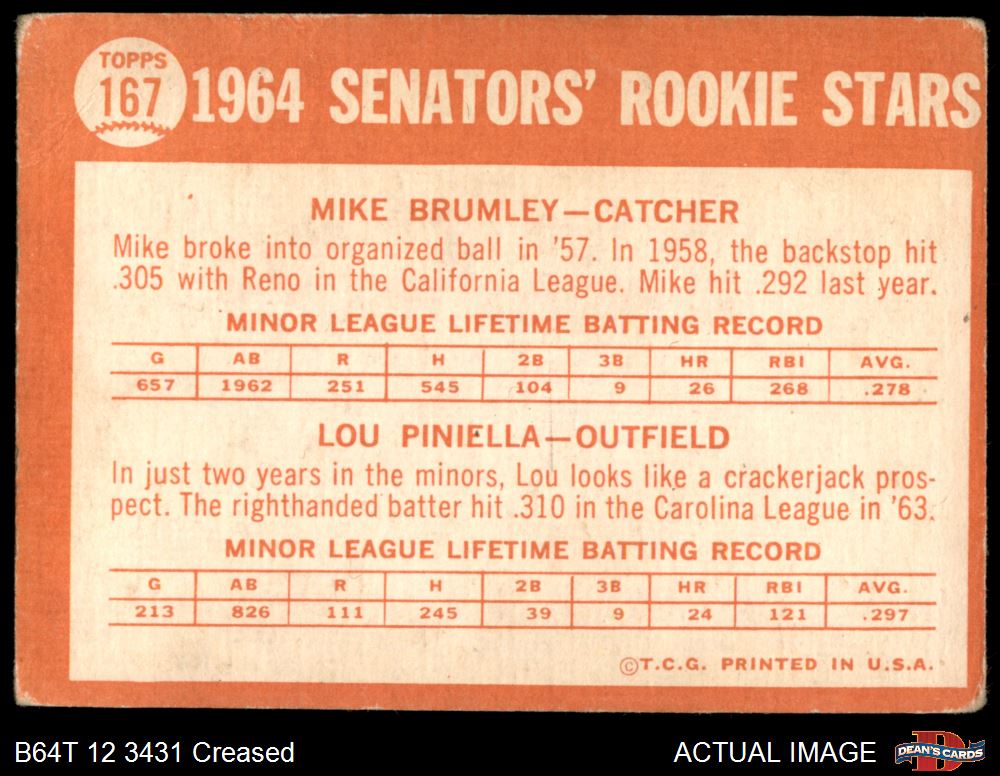 TOPPS
167
1964 SENATORS' ROOKIE STARS
MIKE BRUMLEY—CATCHER
Mike broke into organized ball in '57. In 1958, the backstop hit
.305 with Reno in the California League. Mike hit .292 last year.
MINOR LEAGUE LIFETIME BATTING RECORD
G AB R H 2B 3B HR RBI AVG.
657 1962 251 545 104 9 26 268 .278
LOU PINIELLA—OUTFIELD
In just two years in the minors, Lou looks like a crackerjack pros-
pect. The righthanded batter hit .310 in the Carolina League in '63.
MINOR LEAGUE LIFETIME BATTING RECORD
G AB R H 2B 3B HR RBI AVG.
213 826 111 245 39 9 24 121 .297
©T.C.G. PRINTED IN U.S.A.
B64T 12 3431 Creased
ACTUAL IMAGE
D
DEAN'S CARDS